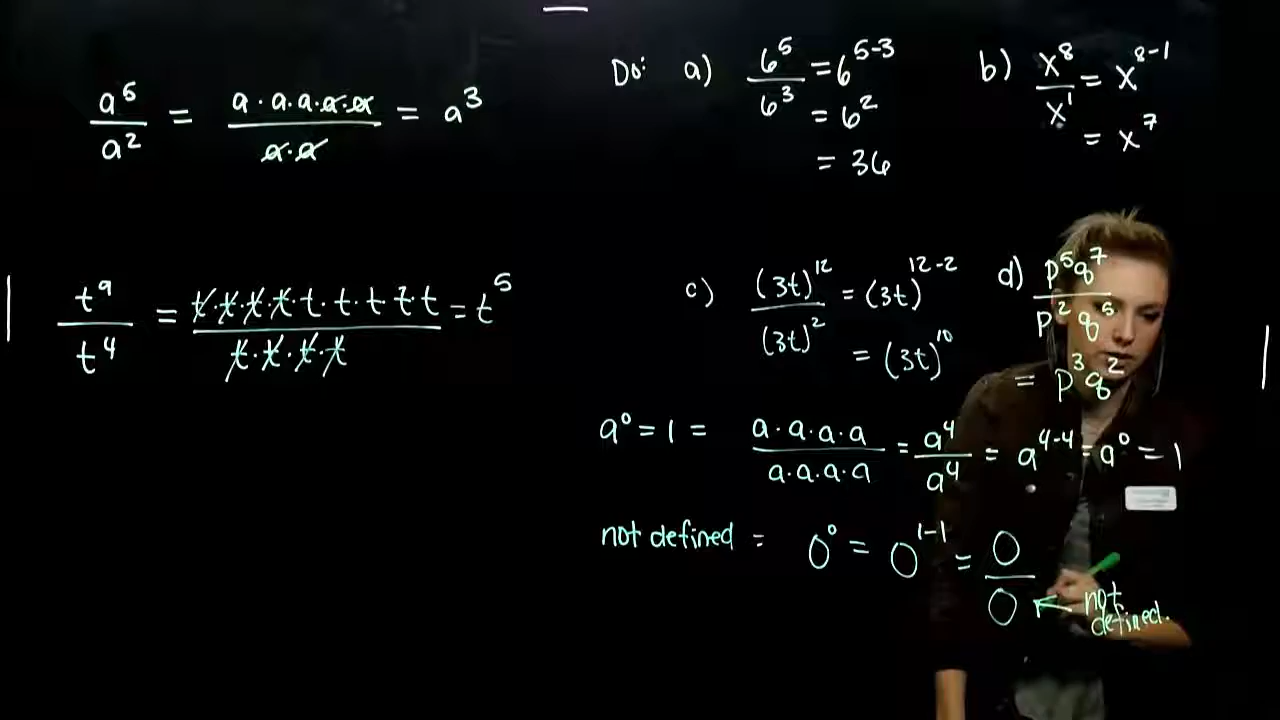 a^5/a^2 = a·a·a·a·a/a·a = a^3
t^9/t^4 = t·t·t·t·t·t·t·t·t/t·t·t·t = t^5
Do: a) 6^5/6^3 = 6^(5-3)
= 6^2
= 36
b) x^8/x^1 = x^(8-1)
= x^7
c) (3t)^12/(3t)^2 = (3t)^(12-2)
= (3t)^10
d) p^5q^7/p^2q^5
= p^3q^2
a^0 = 1 = a·a·a·a/a·a·a·a = a^4/a^4 = a^(4-4) = a^0 = 1
not defined = 0^0 = 0^(1-1) = 0/0 ← not defined.